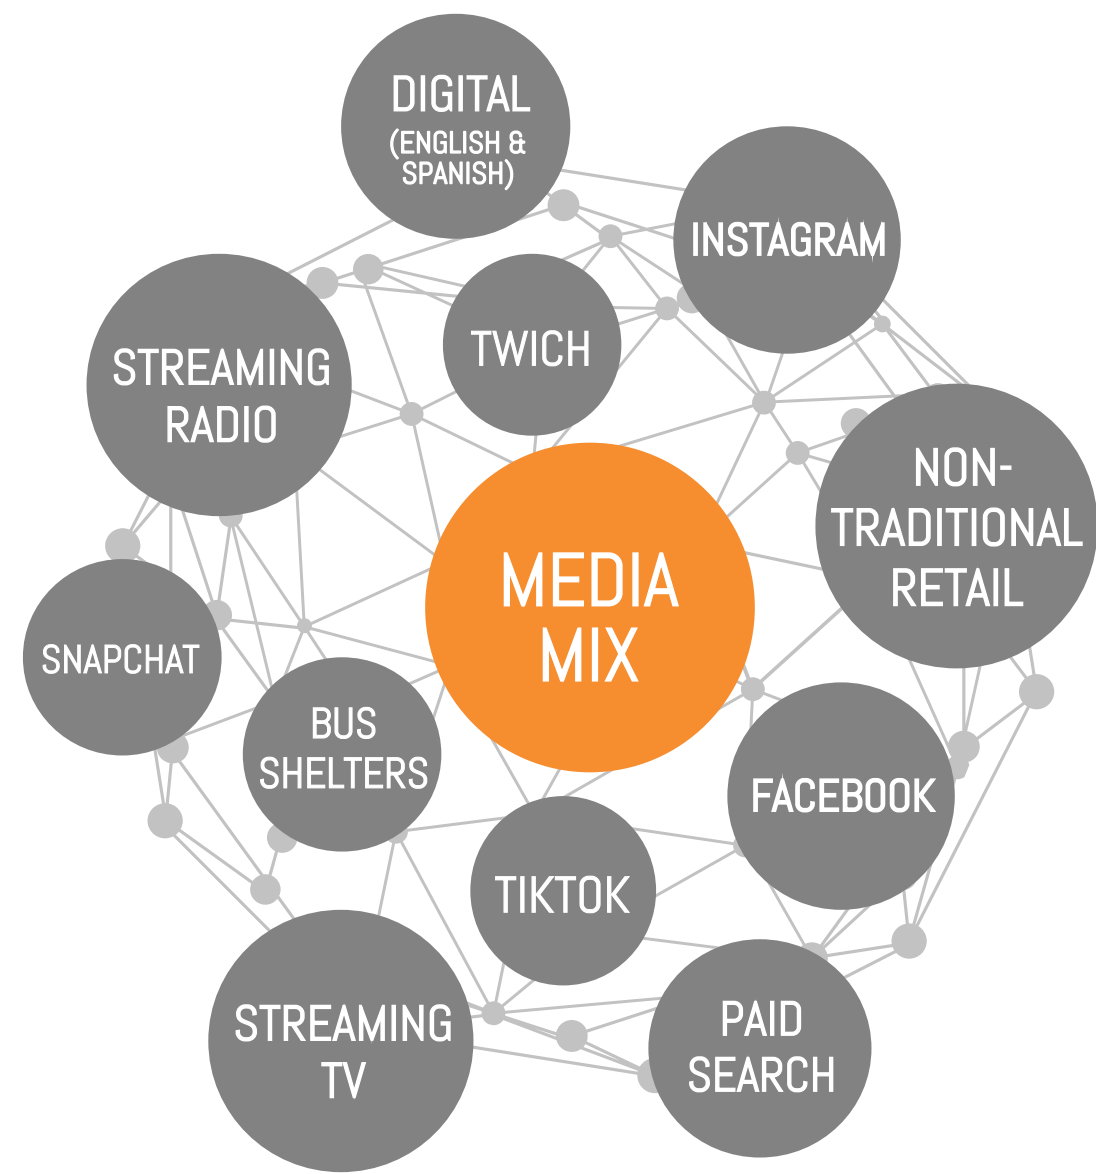 DIGITAL
(ENGLISH &
SPANISH)
INSTAGRAM
TWICH
STREAMING
RADIO
NON-
TRADITIONAL
RETAIL
MEDIA
MIX
SNAPCHAT
BUS
SHELTERS
FACEBOOK
TIKTOK
STREAMING
TV
PAID
SEARCH